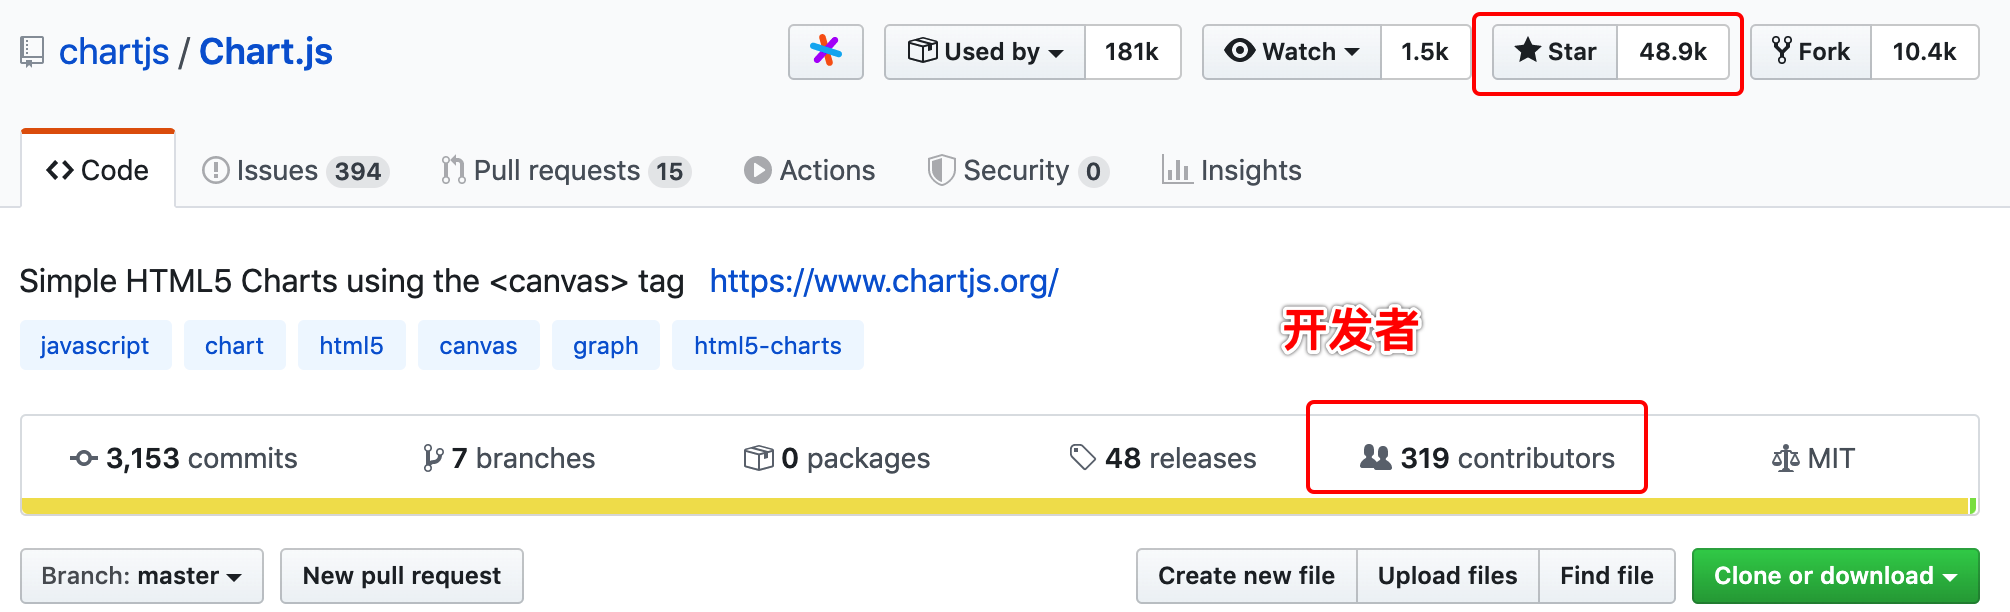 chartjs / Chart.js Used by 181k Watch 1.5k Star 48.9k Fork 10.4k
Code Issues 394 Pull requests 15 Actions Security 0 Insights
Simple HTML5 Charts using the <canvas> tag https://www.chartjs.org/
开发者
javascript chart html5 canvas graph html5-charts
3,153 commits 7 branches 0 packages 48 releases 319 contributors MIT
Branch: master New pull request Create new file Upload files Find file Clone or download